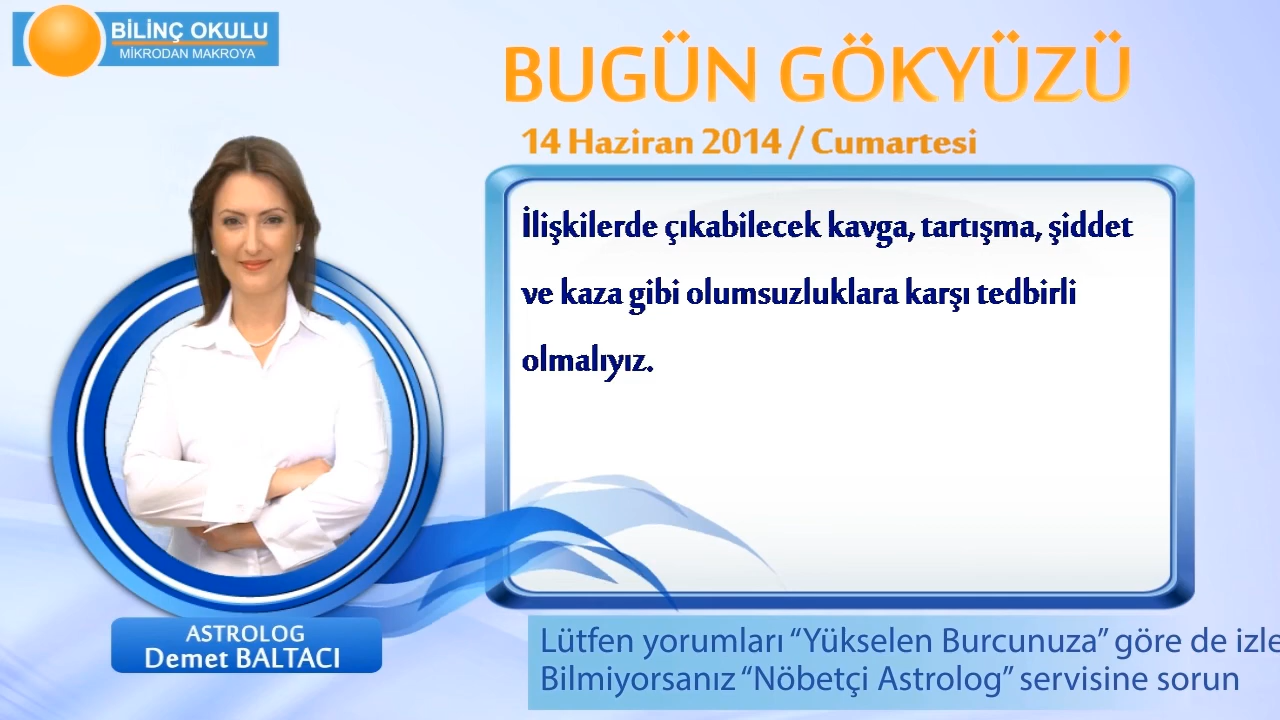 BİLİNÇ OKULU
MİKRODAN MAKROYA
BUGÜN GÖKYÜZÜ
14 Haziran 2014 / Cumartesi
İlişkilerde çıkabilecek kavga, tartışma, şiddet
ve kaza gibi olumsuzluklara karşı tedbirli
olmalıyız.
ASTROLOG
Demet BALTACI
Lütfen yorumları “Yükselen Burcunuza” göre de izle
Bilmiyorsanız “Nöbetçi Astrolog” servisine sorun